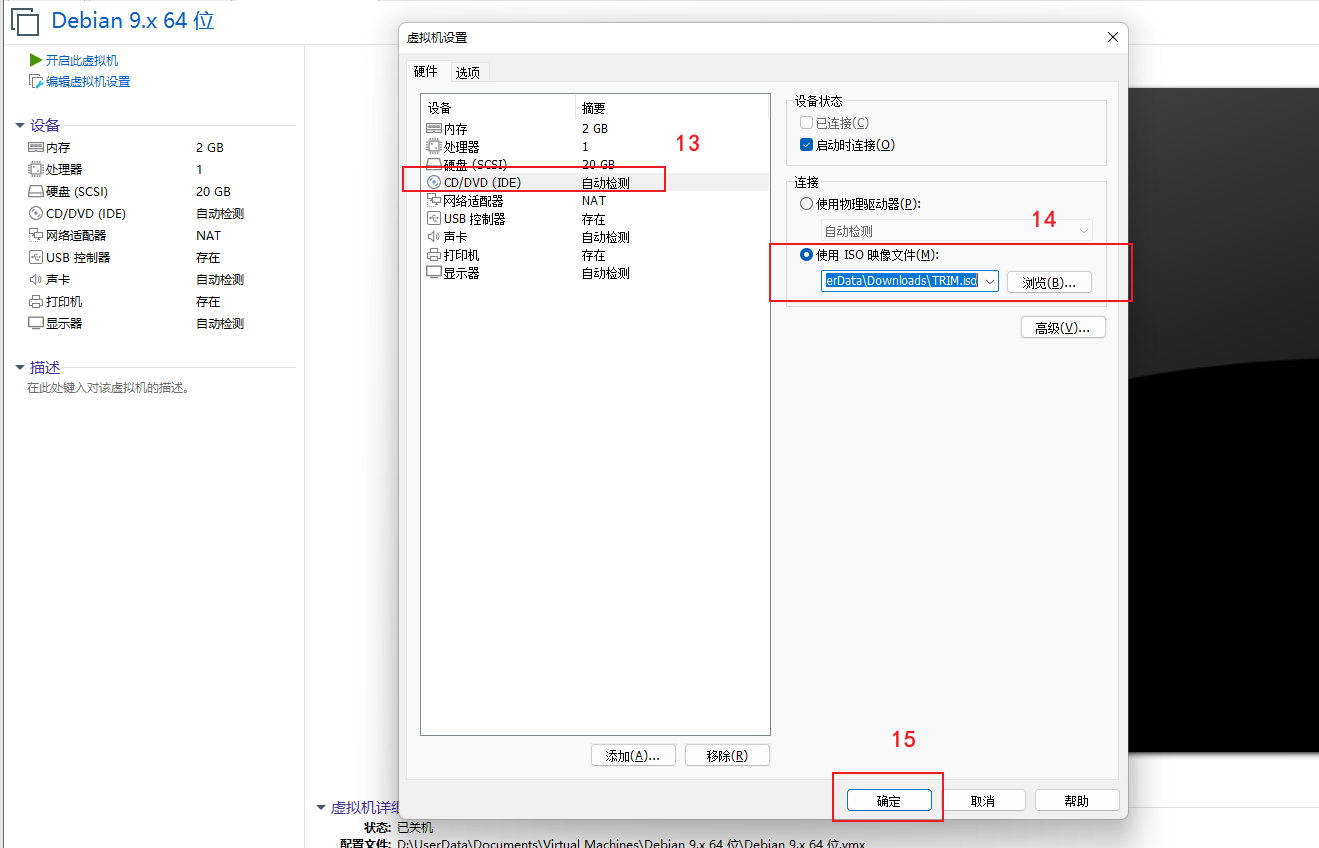 Debian 9.x 64 位
开启此虚拟机
编辑虚拟机设置
设备
内存 2 GB
处理器 1
硬盘 (SCSI) 20 GB
CD/DVD (IDE) 自动检测
网络适配器 NAT
USB 控制器 存在
声卡 自动检测
打印机 存在
显示器 自动检测
描述
在此处键入对该虚拟机的描述。
虚拟机设置
硬件 选项
设备 摘要
内存 2 GB
处理器 1
硬盘 (SCSI) 20 GB
CD/DVD (IDE) 自动检测
网络适配器 NAT
USB 控制器 存在
声卡 自动检测
打印机 存在
显示器 自动检测
13
添加(A)... 移除(R)
设备状态
已连接(C)
启动时连接(O)
连接
使用物理驱动器(P):
14
自动检测
使用 ISO 映像文件(M):
erData\Downloads\TRIM.iso 浏览(B)...
高级(V)...
15
确定 取消 帮助
虚拟机详细
状态: 已关机
配置文件: D:\UserData\Documents\Virtual Machines\Debian 9.x 64 位\Debian 9.x 64 位.vmx